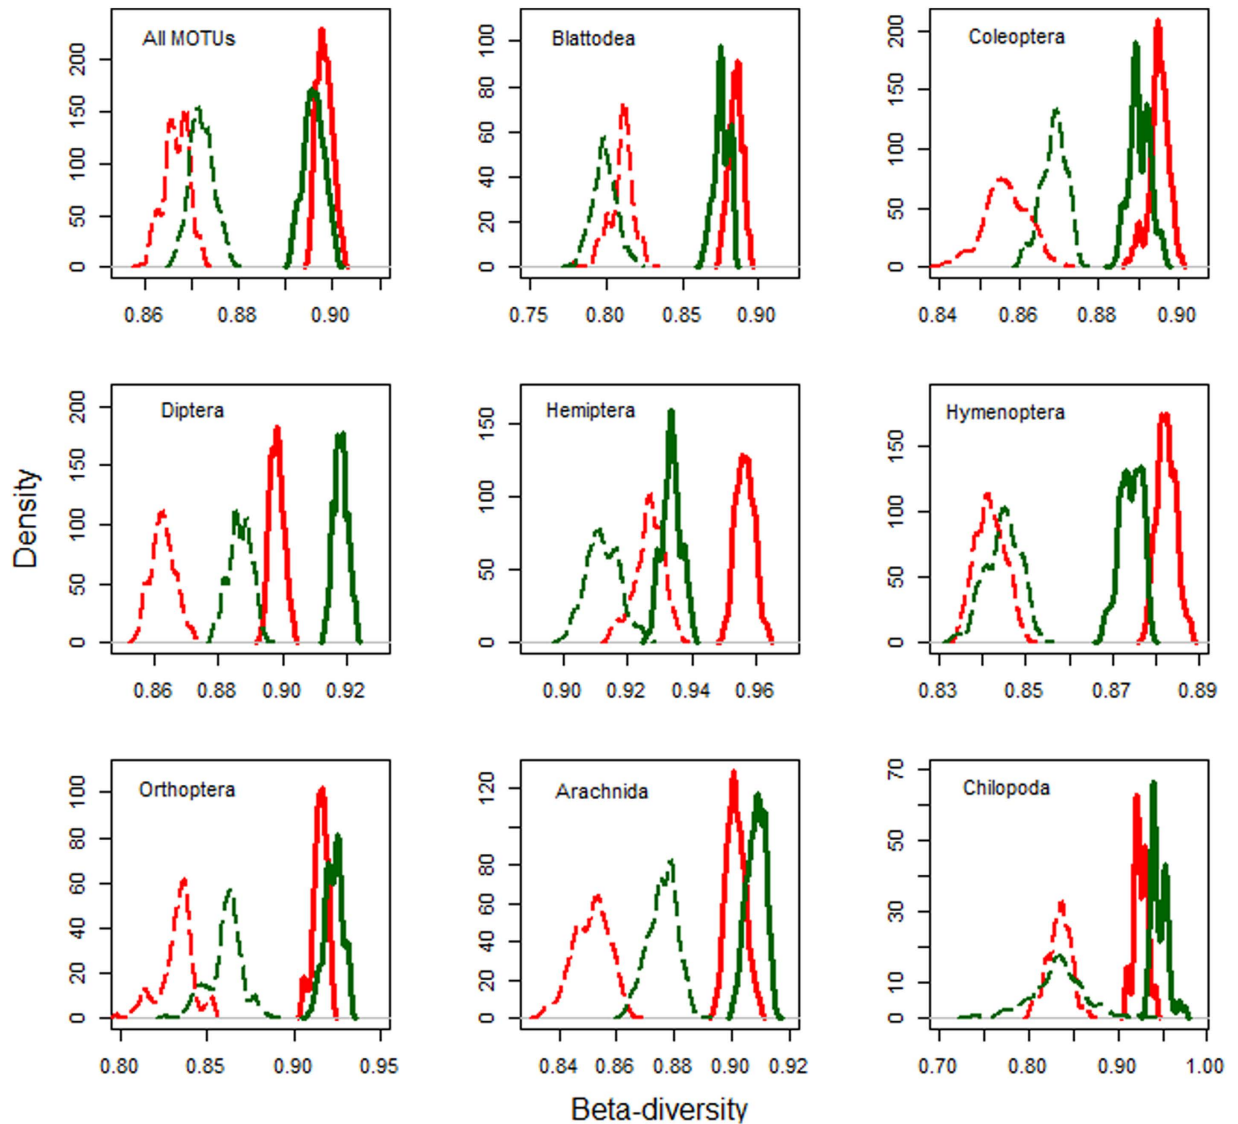 All MOTUs
0 50 100 150 200
0.86 0.88 0.90
Blattodea
0 20 40 60 80 100
0.75 0.80 0.85 0.90
Coleoptera
0 50 100 150 200
0.84 0.86 0.88 0.90
Density
Diptera
0 50 100 150 200
0.86 0.88 0.90 0.92
Hemiptera
0 50 100 150
0.90 0.92 0.94 0.96
Hymenoptera
0 50 100 150
0.83 0.85 0.87 0.89
Orthoptera
0 20 40 60 80 100
0.80 0.85 0.90 0.95
Arachnida
0 20 40 60 80 120
0.84 0.86 0.88 0.90 0.92
Chilopoda
0 10 30 50 70
0.70 0.80 0.90 1.00
Beta-diversity